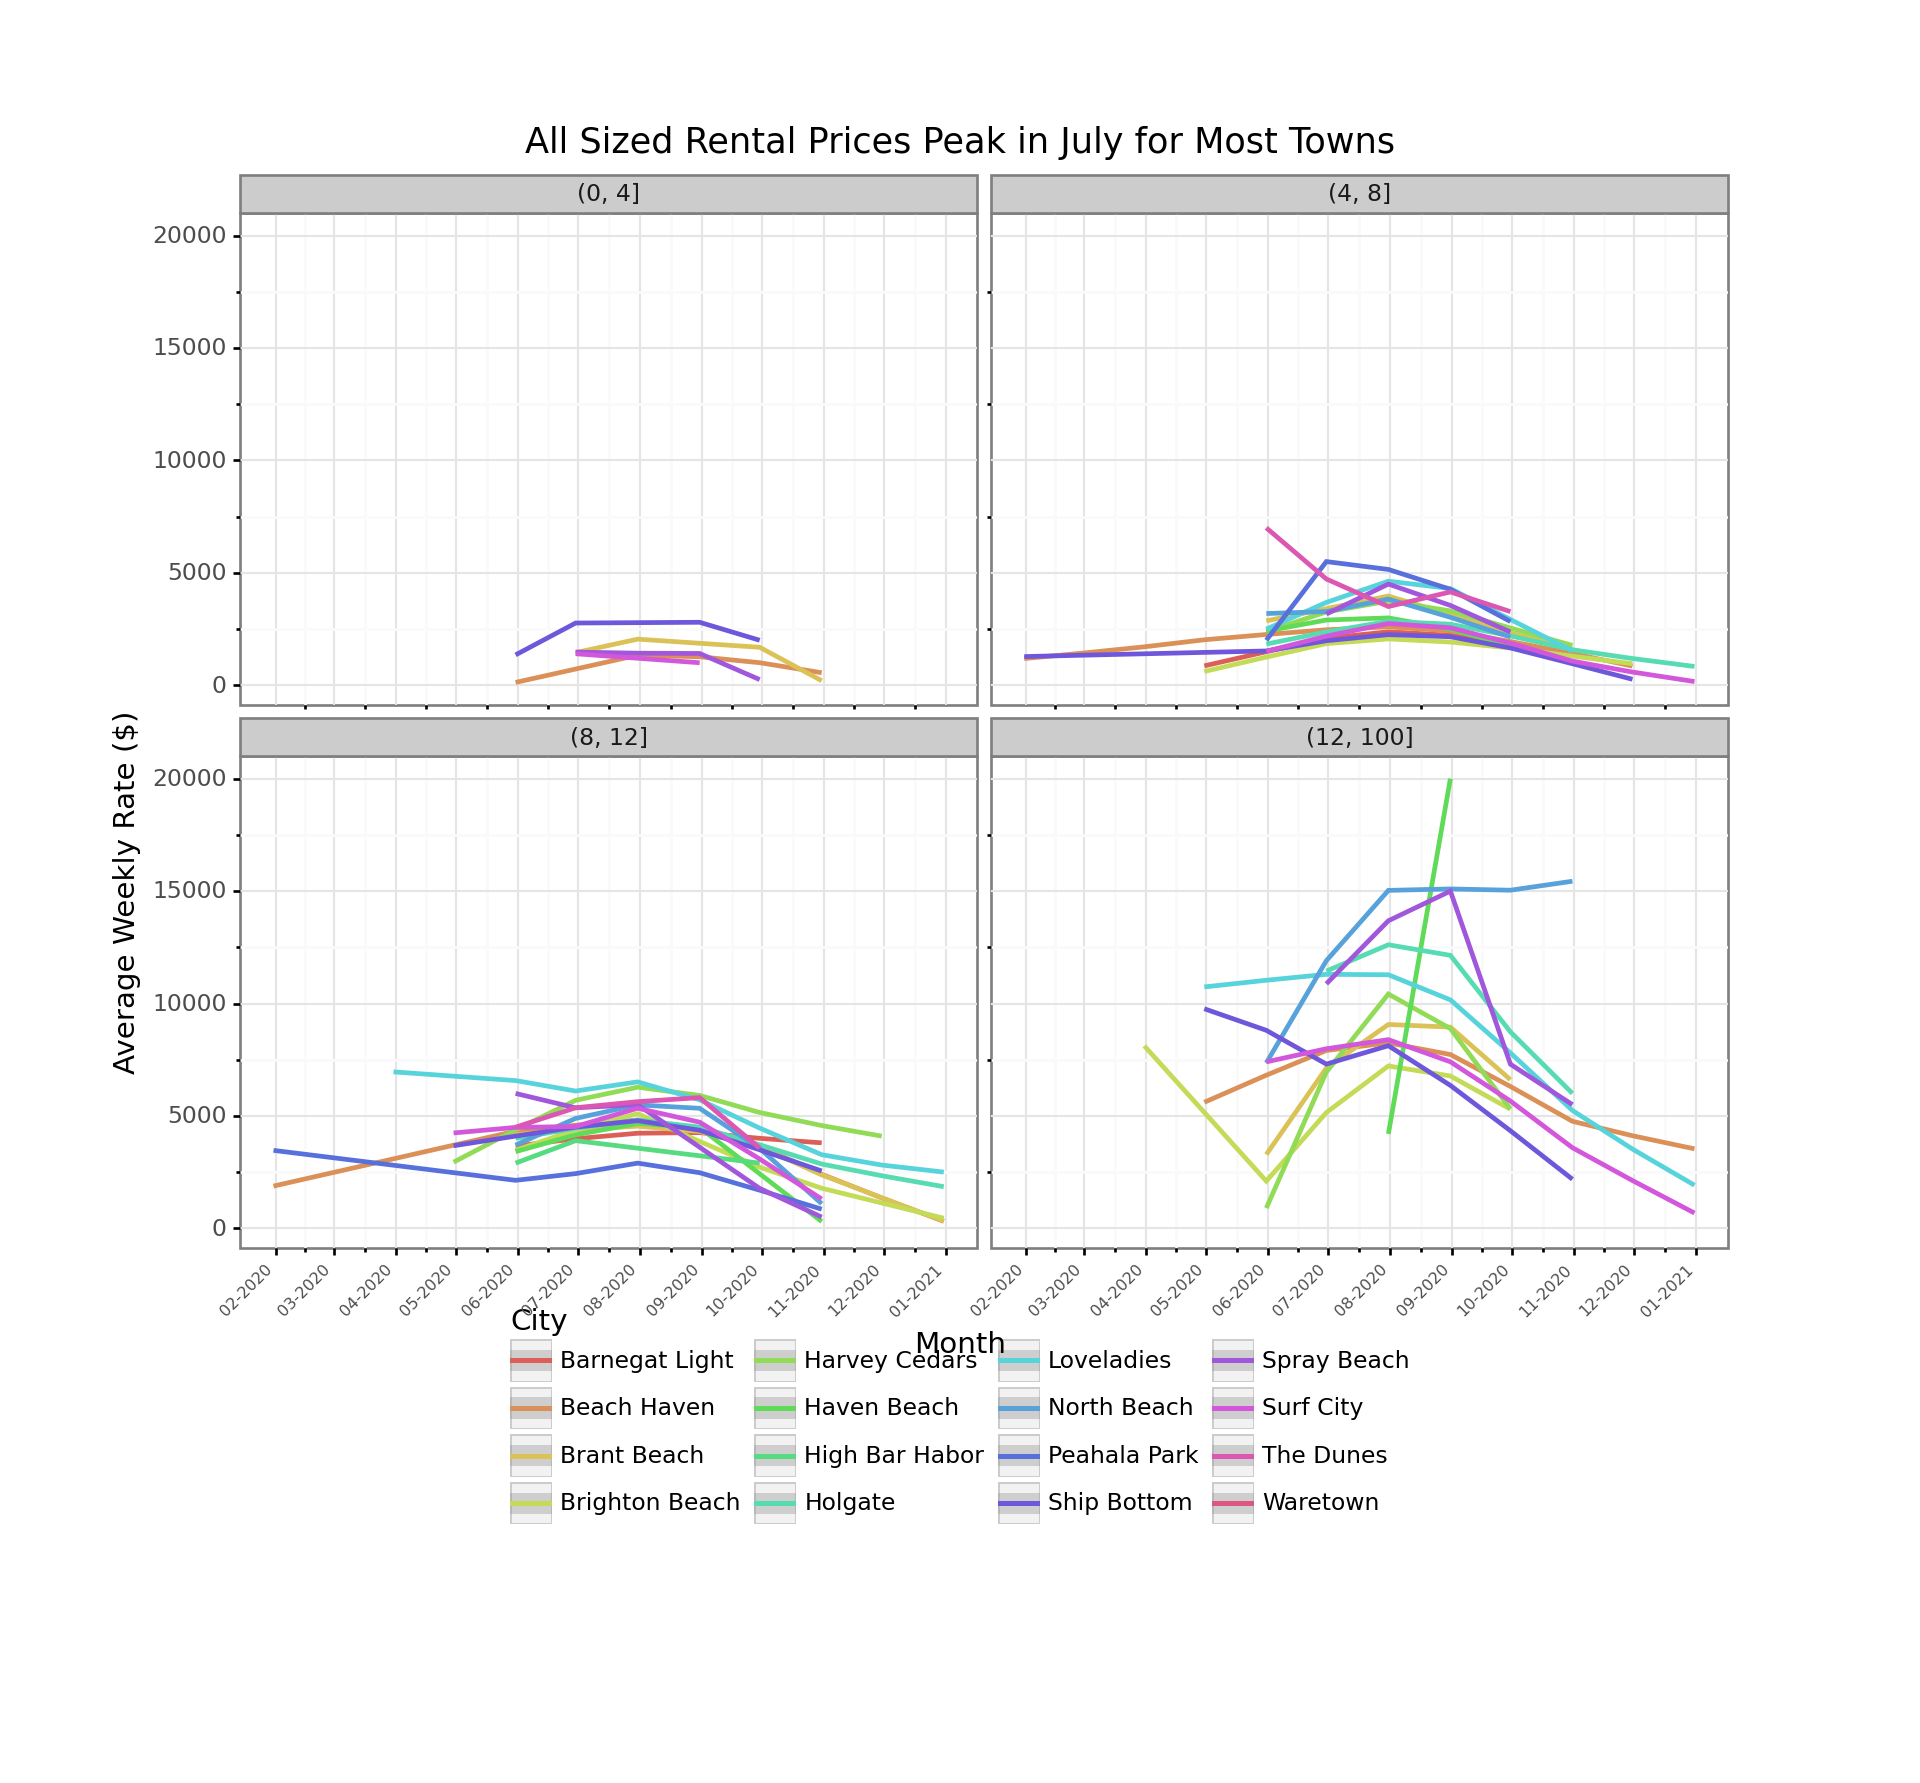 All Sized Rental Prices Peak in July for Most Towns
(0, 4]
(4, 8]
20000
15000
10000
5000
0
(8, 12]
(12, 100]
20000
15000
10000
5000
0
Average Weekly Rate ($)
02-2020 03-2020 04-2020 05-2020 06-2020 07-2020 08-2020 09-2020 10-2020 11-2020 12-2020 01-2021
02-2020 03-2020 04-2020 05-2020 06-2020 07-2020 08-2020 09-2020 10-2020 11-2020 12-2020 01-2021
Month
City
Barnegat Light
Beach Haven
Brant Beach
Brighton Beach
Harvey Cedars
Haven Beach
High Bar Habor
Holgate
Loveladies
North Beach
Peahala Park
Ship Bottom
Spray Beach
Surf City
The Dunes
Waretown